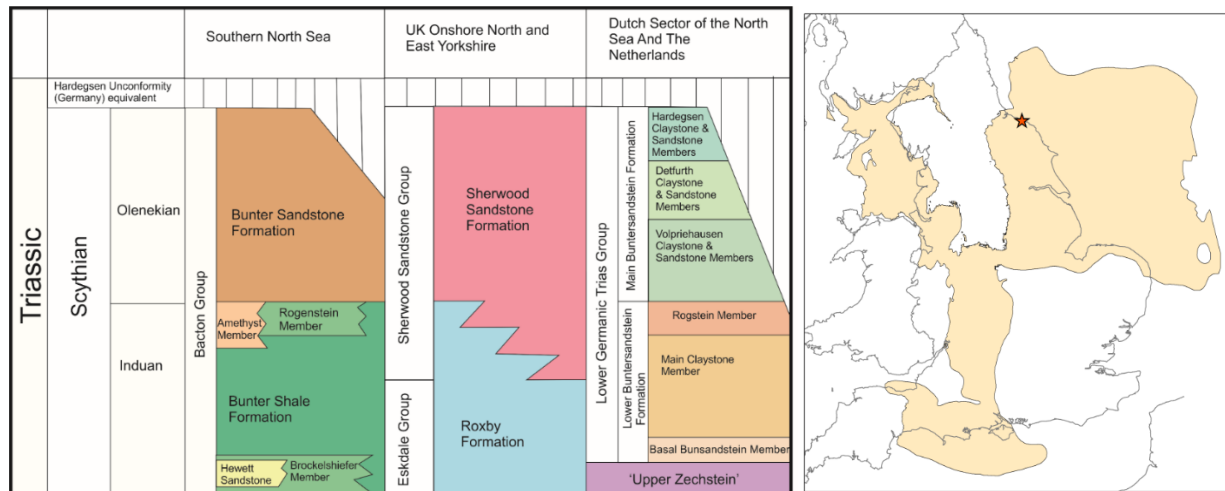 Southern North Sea
UK Onshore North and
East Yorkshire
Dutch Sector of the North
Sea And The
Netherlands
Triassic
Hardegsen Unconformity
(Germany) equivalent
Scythian
Olenekian
Induan
Bacton Group
Bunter Sandstone
Formation
Amethyst
Member
Rogenstein
Member
Bunter Shale
Formation
Hewett
Sandstone
Brockelshiefer
Member
Sherwood Sandstone Group
Eskdale Group
Sherwood
Sandstone
Formation
Roxby
Formation
Lower Germanic Trias Group
Main Buntersandstein Formation
Lower Buntersandstein
Formation
Hardegsen
Claystone &
Sandstone
Members
Detfurth
Claystone
& Sandstone
Members
Volpriehausen
Claystone &
Sandstone Members
Rogstein Member
Main Claystone
Member
Basal Bunsandstein Member
'Upper Zechstein'